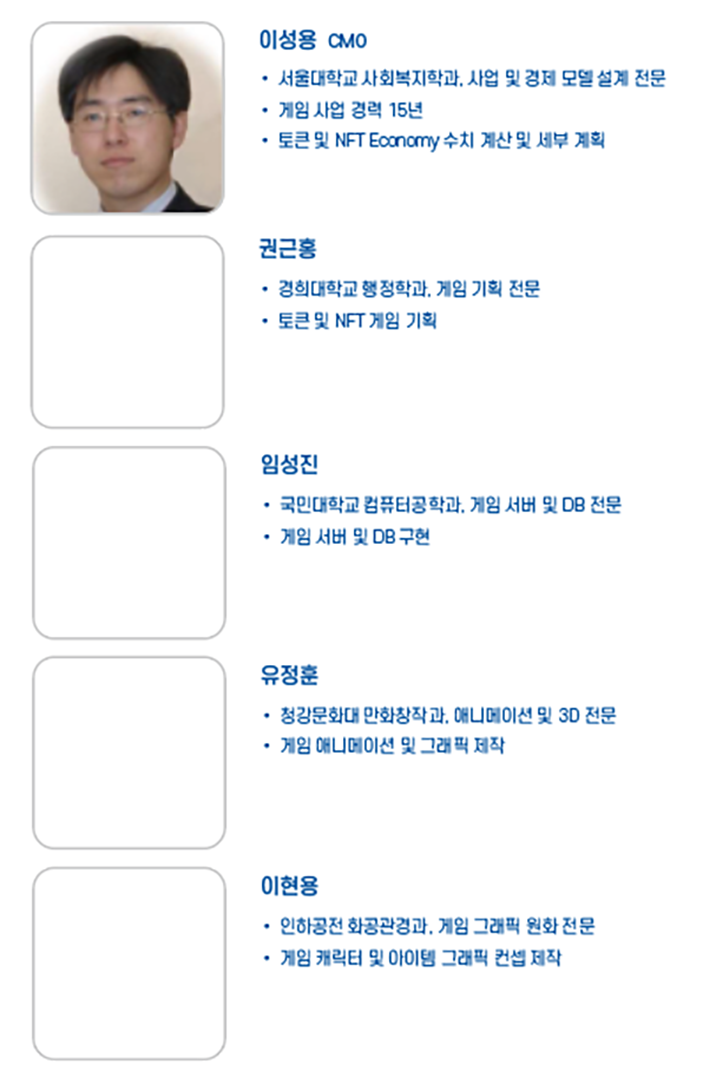 이성용 CMO
• 서울대학교 사회복지학과, 사업 및 경제 모델 설계 전문
• 게임 사업 경력 15년
• 토큰 및 NFT Economy 수치 계산 및 세부 계획
권근홍
• 경희대학교 행정학과, 게임 기획 전문
• 토큰 및 NFT 게임 기획
임성진
• 국민대학교 컴퓨터공학과, 게임 서버 및 DB 전문
• 게임 서버 및 DB 구현
유정훈
• 청강문화대 만화창작과, 애니메이션 및 3D 전문
• 게임 애니메이션 및 그래픽 제작
이현용
• 인하공전 화공관경과, 게임 그래픽 원화 전문
• 게임 캐릭터 및 아이템 그래픽 컨셉 제작